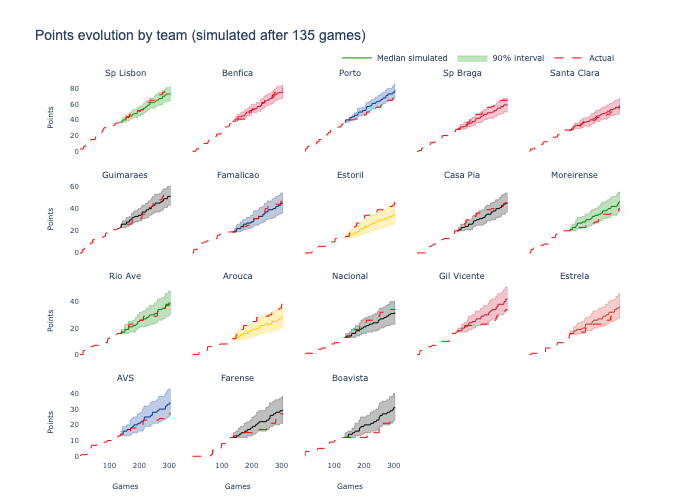 Points evolution by team (simulated after 135 games)
Median simulated 90% interval Actual
Sp Lisbon Benfica Porto Sp Braga Santa Clara
80
60
40
20
0
Points
Guimaraes Famalicao Estoril Casa Pia Moreirense
60
40
20
0
Points
Rio Ave Arouca Nacional Gil Vicente Estrela
40
20
0
Points
AVS Farense Boavista
40
30
20
10
0
Points
100 200 300 100 200 300 100 200 300
Games Games Games